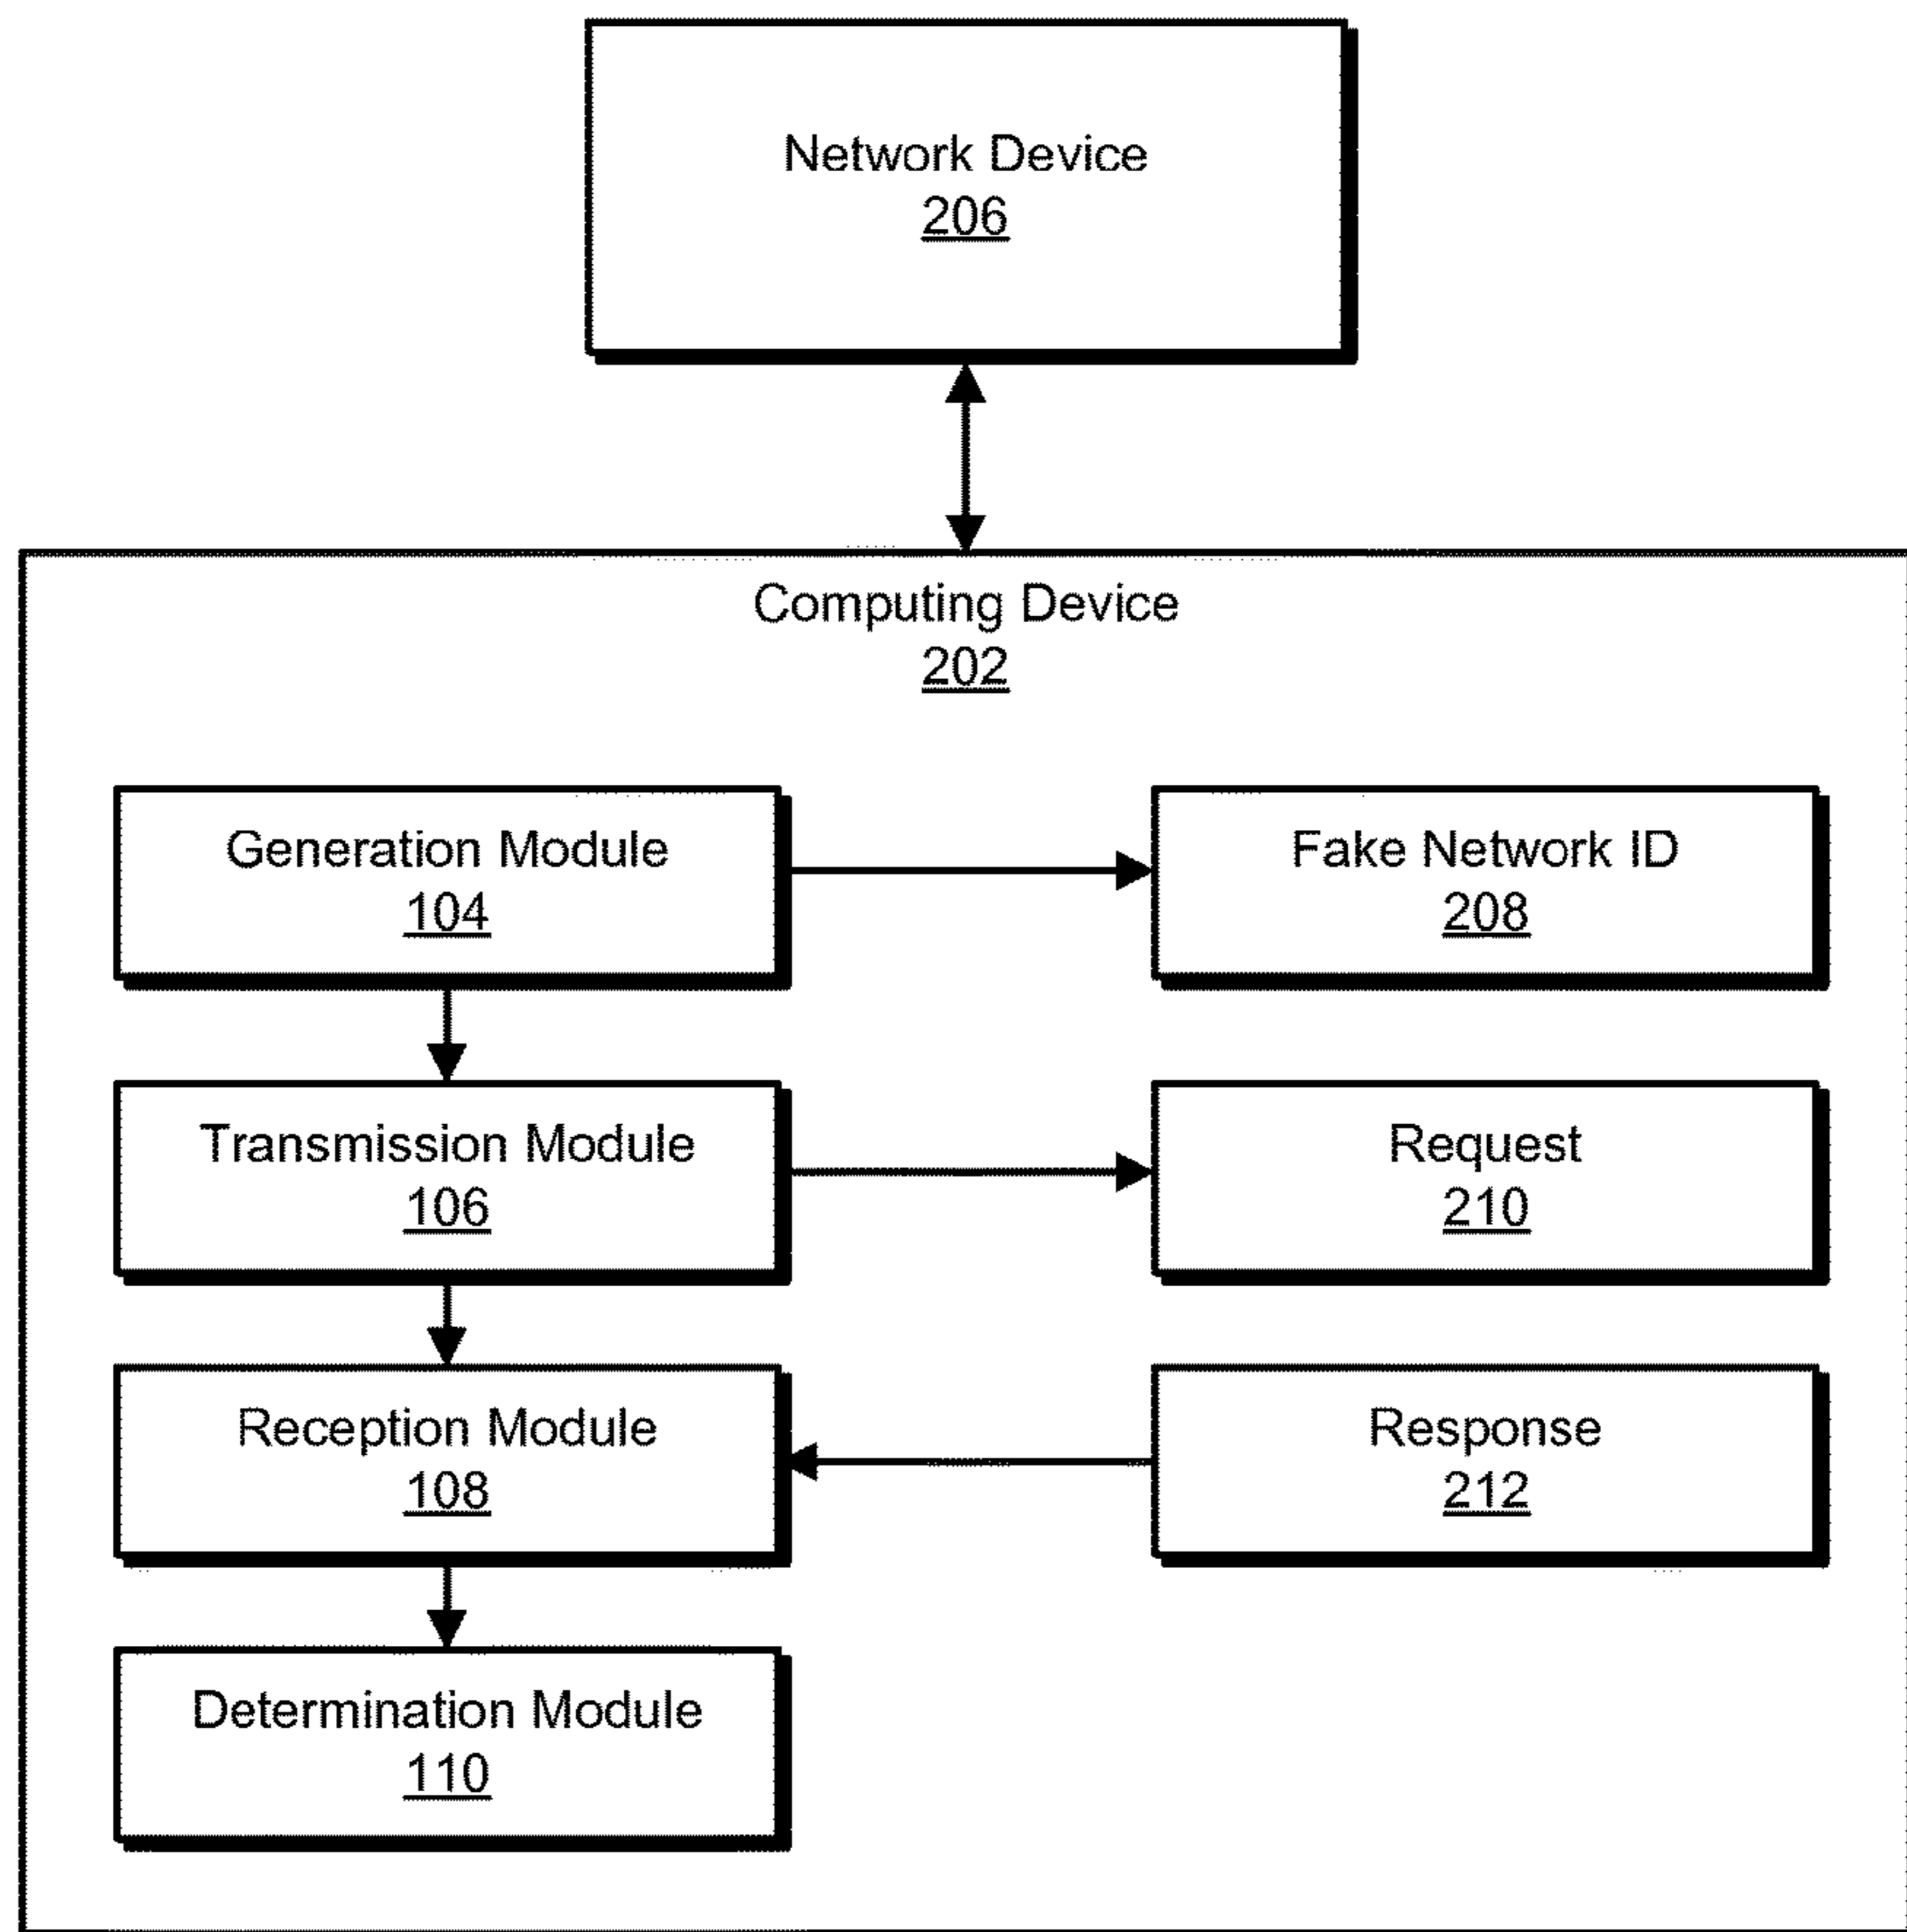 Network Device
206
Computing Device
202
Generation Module
104
Fake Network ID
208
Transmission Module
106
Request
210
Reception Module
108
Response
212
Determination Module
110